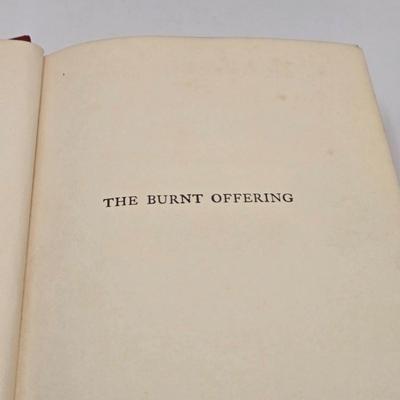 THE BURNT OFFERING